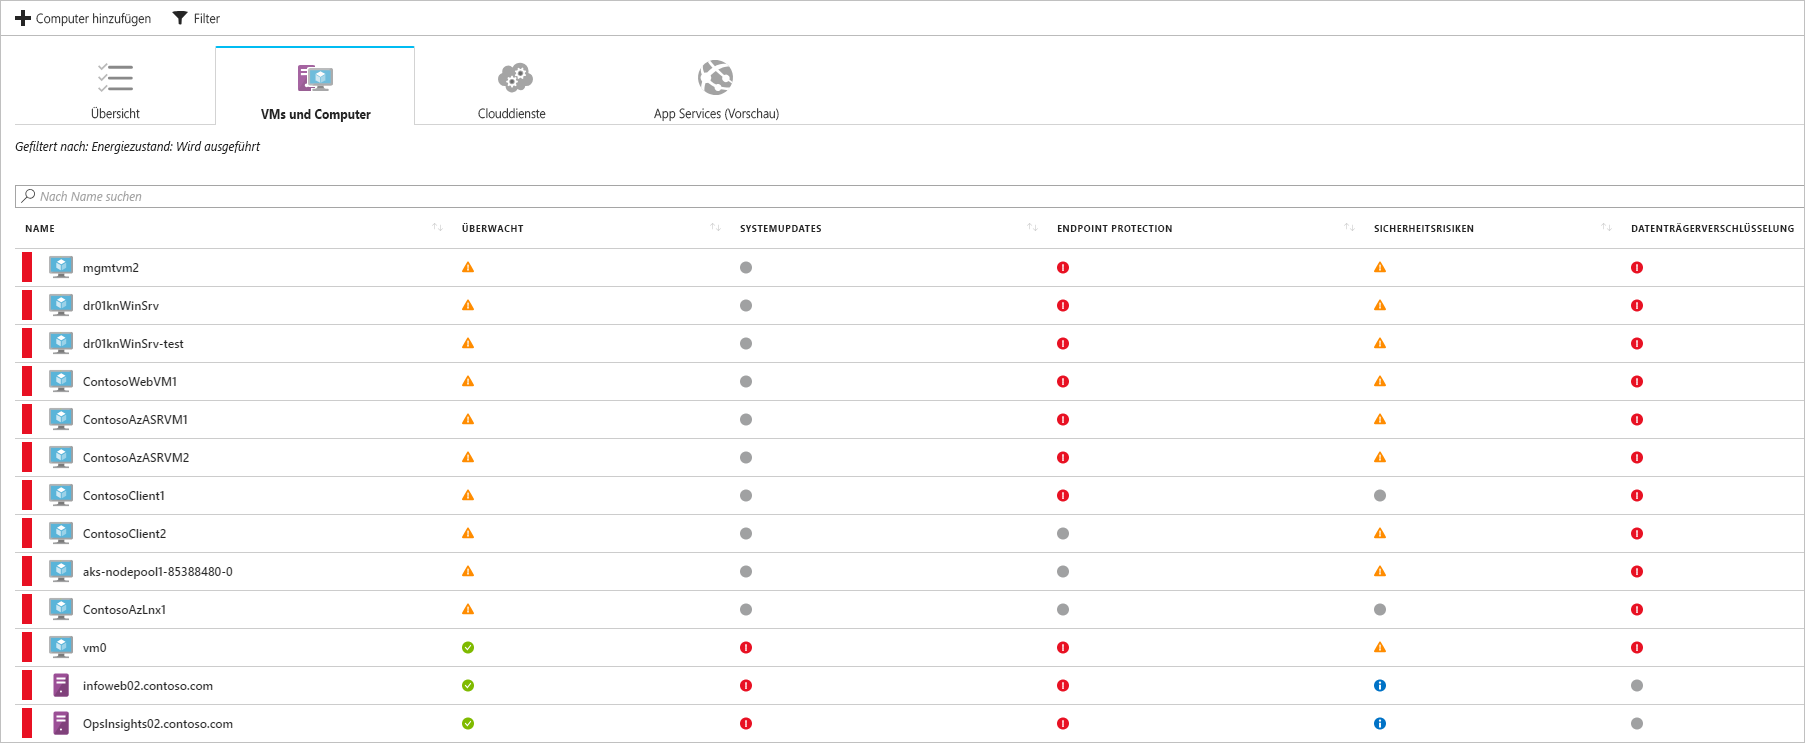 Computer hinzufügen Filter
Übersicht VMs und Computer Clouddienste App Services (Vorschau)
Gefiltert nach: Energiezustand: Wird ausgeführt
Nach Name suchen
NAME ÜBERWACHT SYSTEMUPDATES ENDPOINT PROTECTION SICHERHEITSRISIKEN DATENTRÄGERVERSCHLÜSSELUNG
mgmtvm2
dr01knWinSrv
dr01knWinSrv-test
ContosoWebVM1
ContosoAzASRVM1
ContosoAzASRVM2
ContosoClient1
ContosoClient2
aks-nodepool1-85388480-0
ContosoAzLnx1
vm0
infoweb02.contoso.com
OpsInsights02.contoso.com